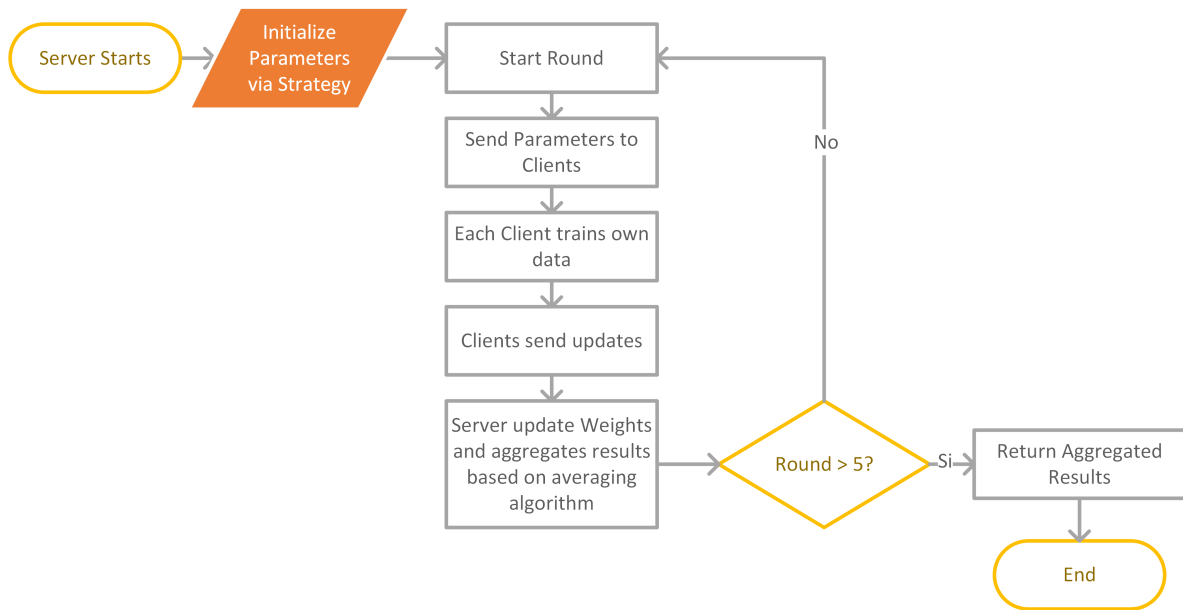 Server Starts
Initialize
Parameters
via Strategy
Start Round
Send Parameters to
Clients
Each Client trains own
data
Clients send updates
Server update Weights
and aggregates results
based on averaging
algorithm
Round > 5?
No
Si
Return Aggregated
Results
End